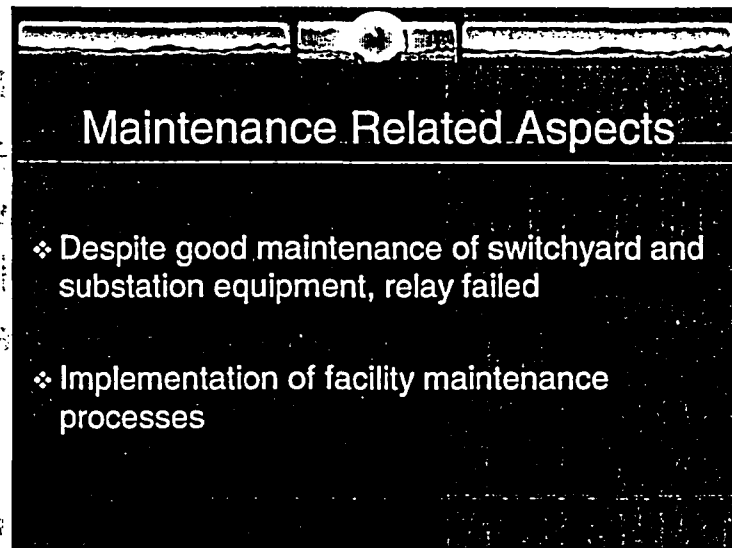 Maintenance Related Aspects
❖ Despite good maintenance of switchyard and
substation equipment, relay failed
❖ Implementation of facility maintenance
processes